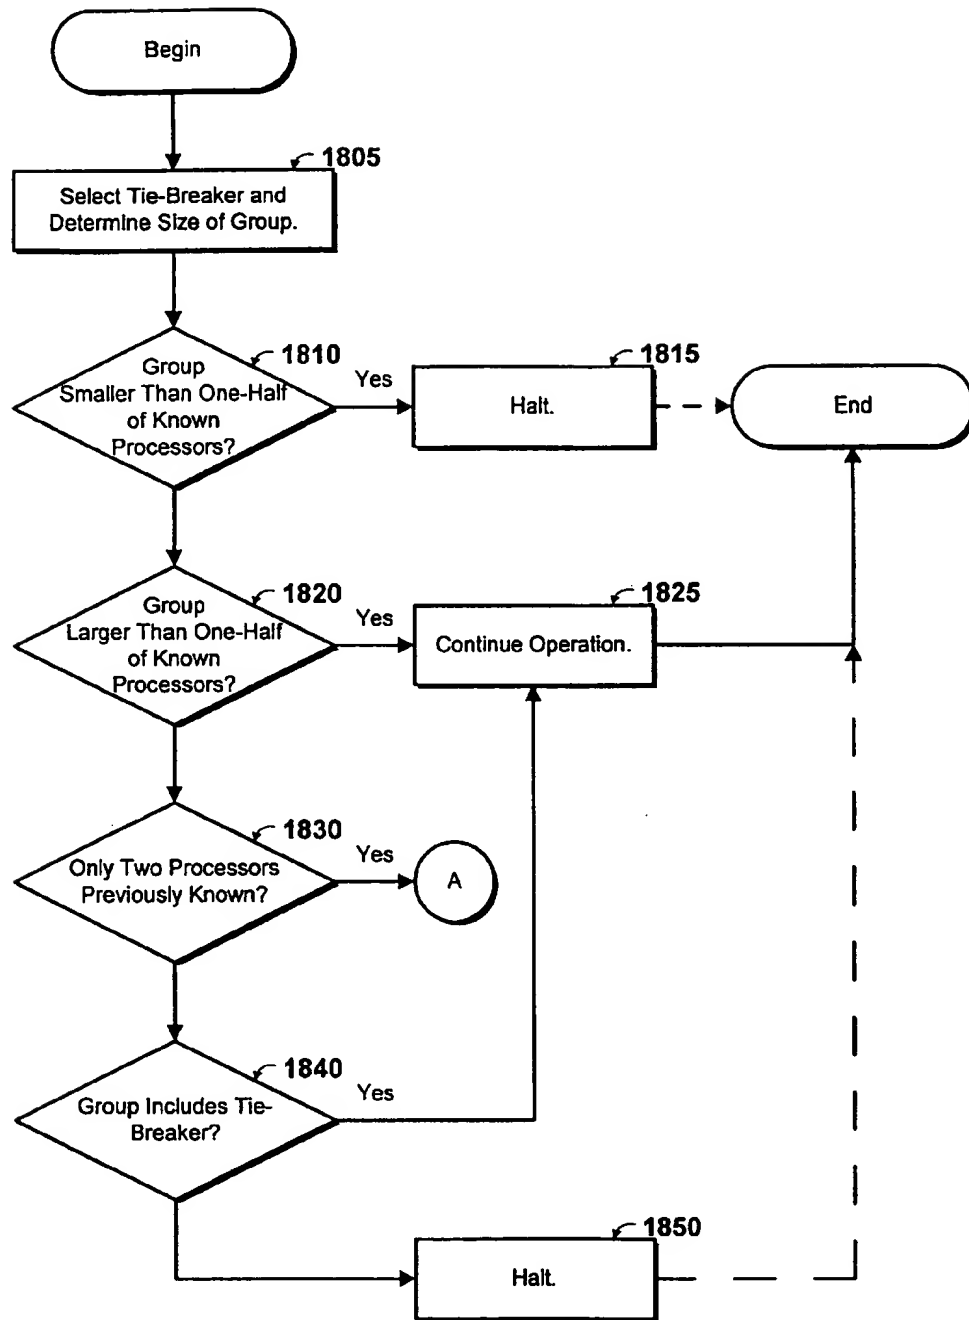 Begin
1805
Select Tie-Breaker and
Determine Size of Group.
1810
Group
Smaller Than One-Half
of Known
Processors?
Yes
1815
Halt.
End
1820
Group
Larger Than One-Half
of Known
Processors?
Yes
1825
Continue Operation.
1830
Only Two Processors
Previously Known?
Yes
A
1840
Group Includes Tie-
Breaker?
Yes
1850
Halt.